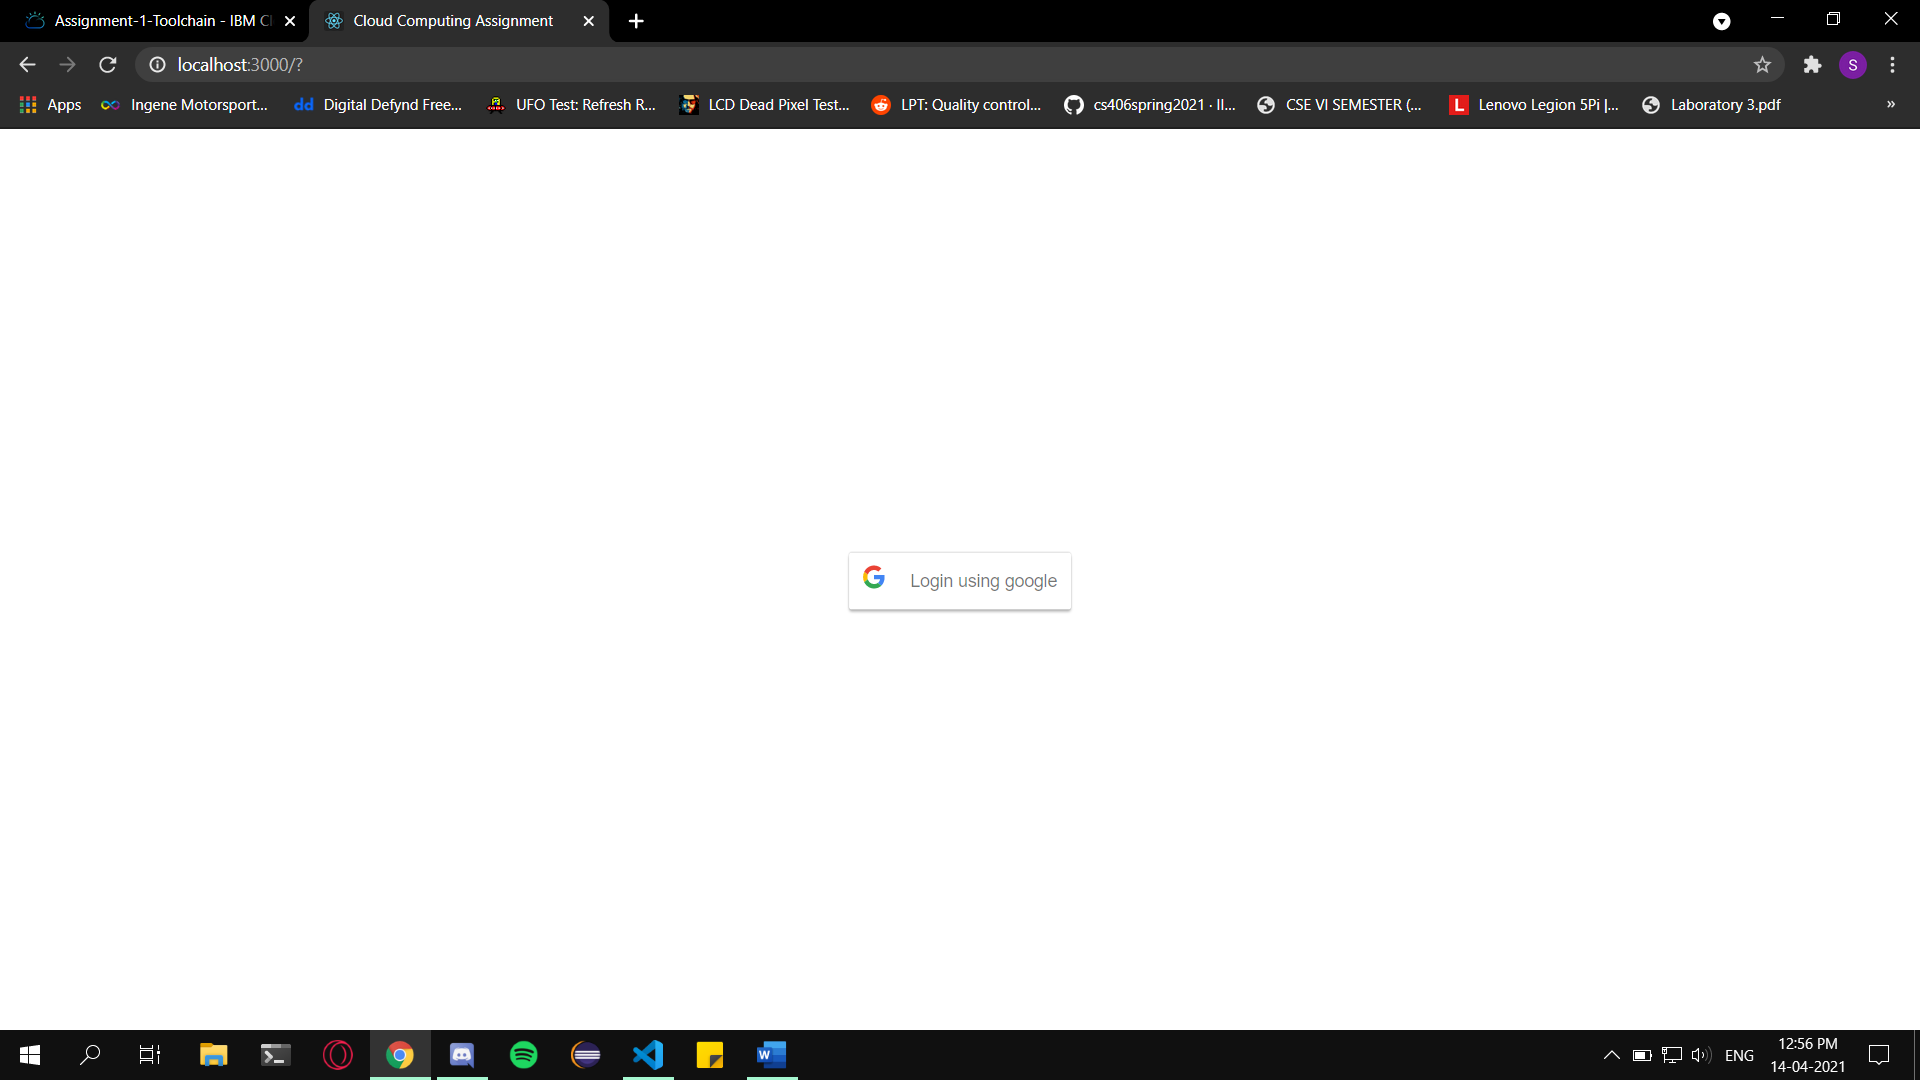 Assignment-1-Toolchain - IBM Cl
Cloud Computing Assignment
localhost:3000/?
S
Apps
Ingene Motorsport...
Digital Defynd Free...
UFO Test: Refresh R...
LCD Dead Pixel Test...
LPT: Quality control...
cs406spring2021 · II...
CSE VI SEMESTER (...
Lenovo Legion 5Pi |...
Laboratory 3.pdf
»
Login using google
ENG
12:56 PM
14-04-2021